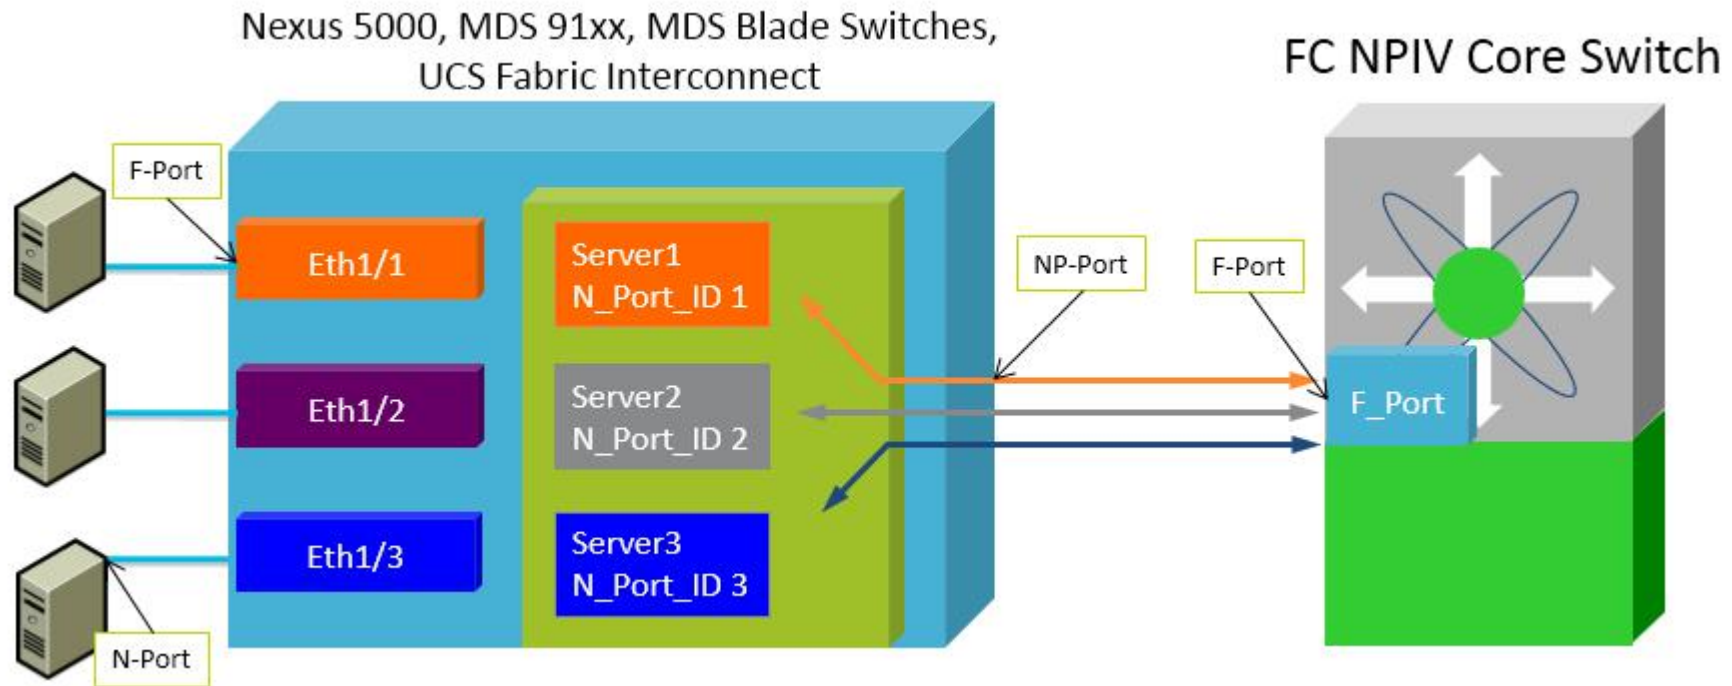 Nexus 5000, MDS 91xx, MDS Blade Switches,
UCS Fabric Interconnect
FC NPIV Core Switch
F-Port
Eth1/1
Server1
N_Port_ID 1
NP-Port
F-Port
Eth1/2
Server2
N_Port_ID 2
F_Port
Eth1/3
Server3
N_Port_ID 3
N-Port